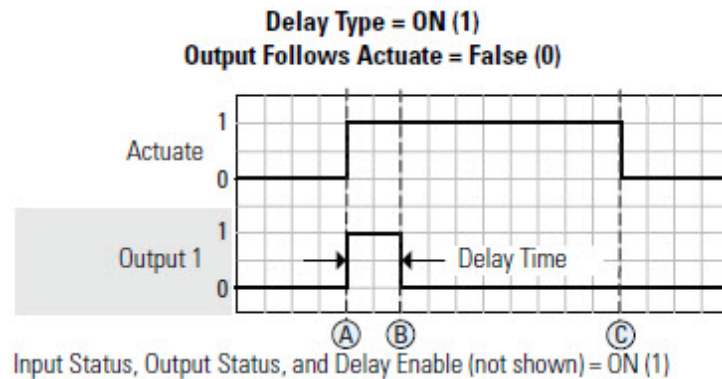 Delay Type = ON (1)
Output Follows Actuate = False (0)
1
Actuate
0
1
Output 1
Delay Time
0
A B C
Input Status, Output Status, and Delay Enable (not shown) = ON (1)